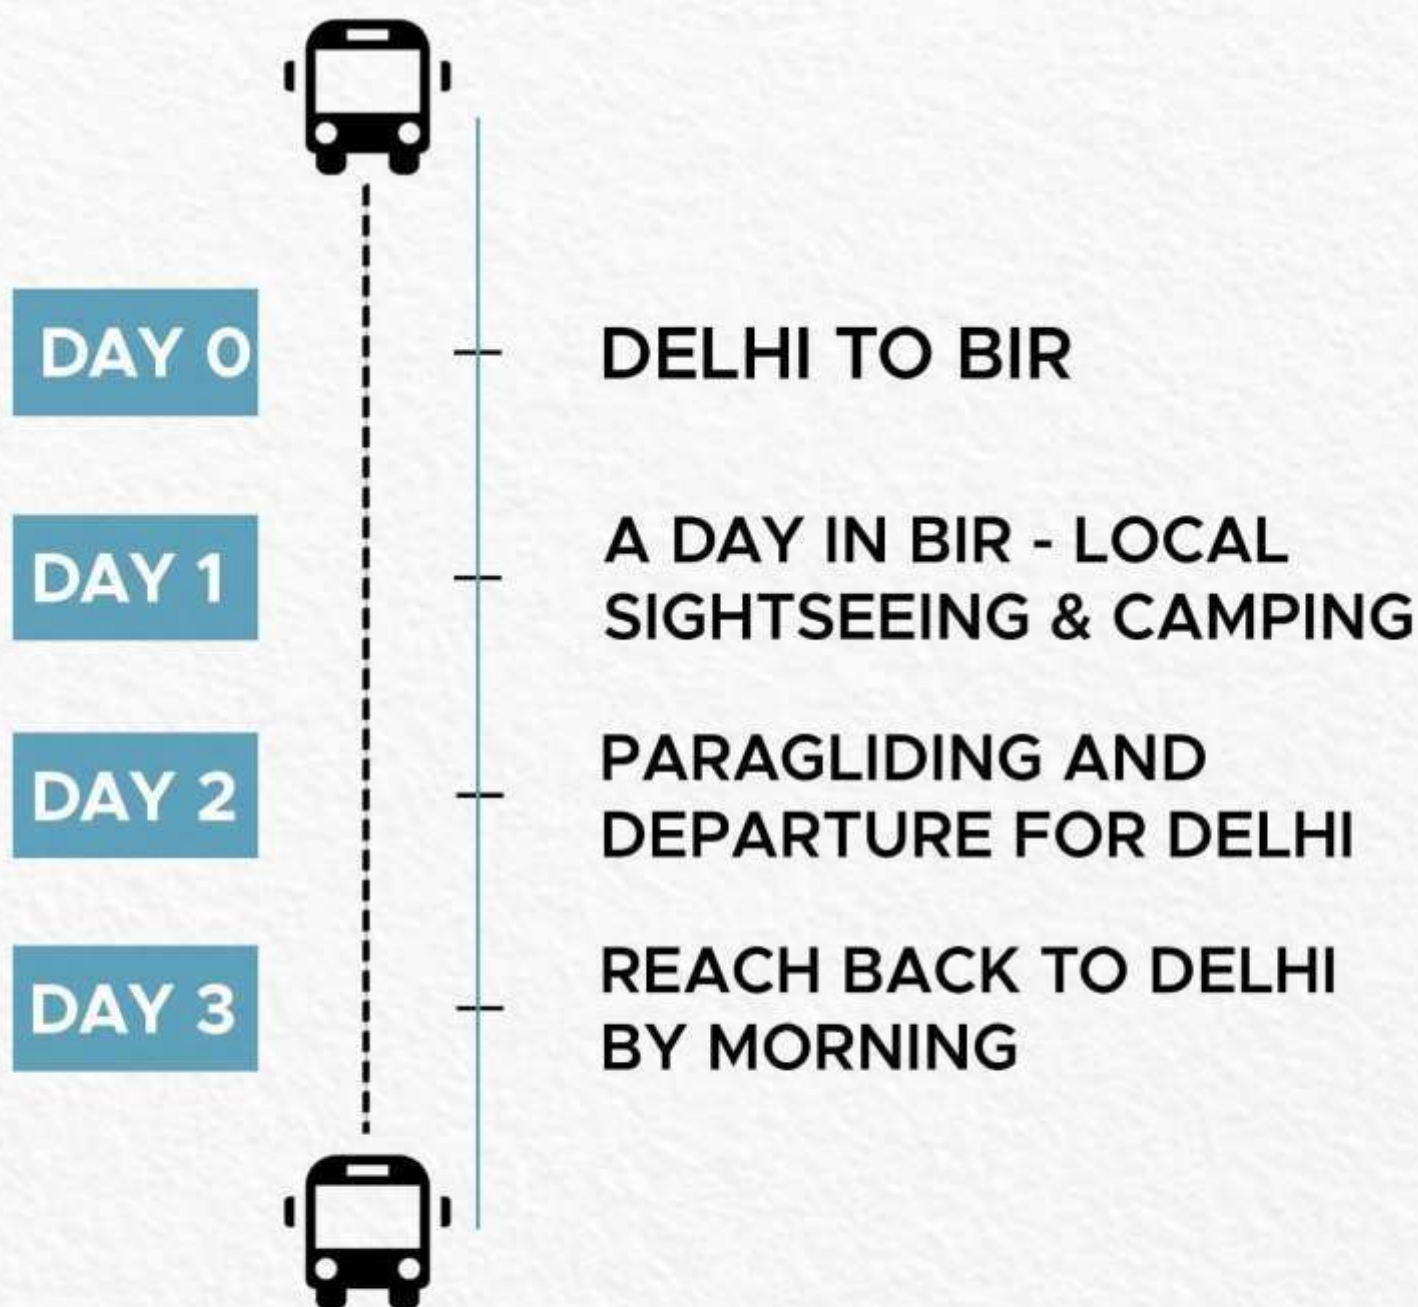 DAY 0
DELHI TO BIR
DAY 1
A DAY IN BIR - LOCAL
SIGHTSEEING & CAMPING
DAY 2
PARAGLIDING AND
DEPARTURE FOR DELHI
DAY 3
REACH BACK TO DELHI
BY MORNING